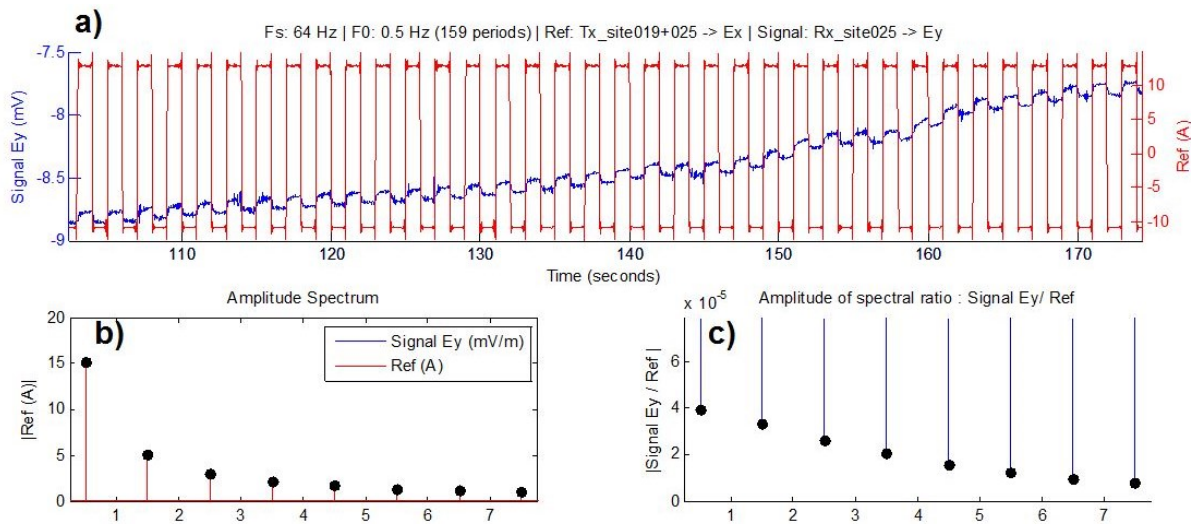 a)
Fs: 64 Hz | F0: 0.5 Hz (159 periods) | Ref: Tx_site019+025 -> Ex | Signal: Rx_site025 -> Ey
-7.5
-8
-8.5
-9
Signal Ey (mV)
10
5
0
-5
-10
Ref (A)
110 120 130 140 150 160 170
Time (seconds)
b)
Amplitude Spectrum
20
15
10
5
0
|Ref (A)|
Signal Ey (mV/m)
Ref (A)
1 2 3 4 5 6 7
c)
x 10-5
Amplitude of spectral ratio : Signal Ey/ Ref
6
4
2
0
|Signal Ey / Ref |
1 2 3 4 5 6 7